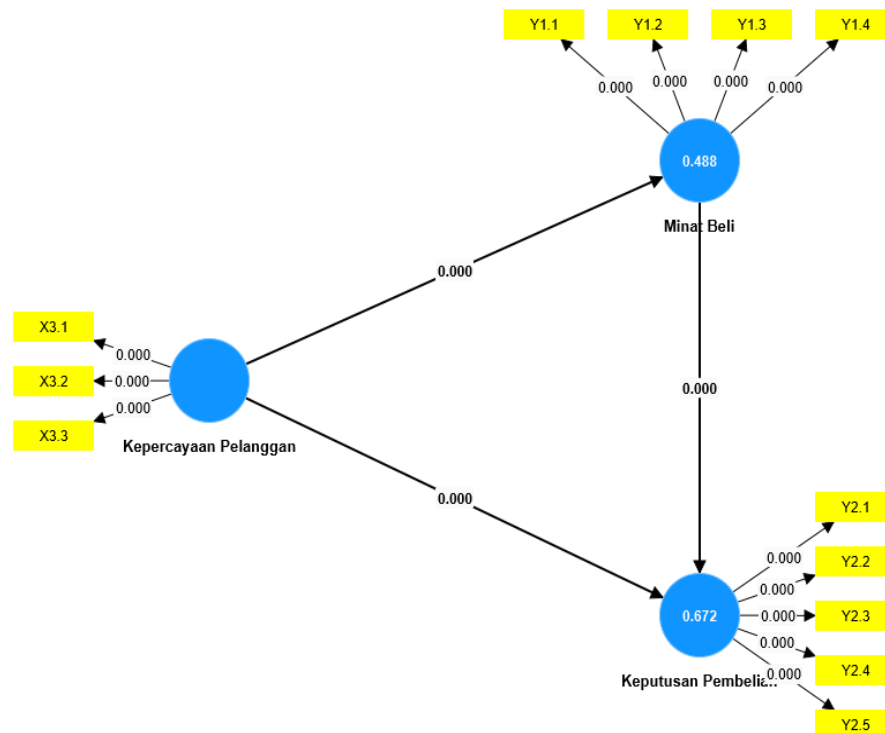 Y1.1 Y1.2 Y1.3 Y1.4
0.000 0.000 0.000 0.000
0.488
Minat Beli
0.000
X3.1
0.000
X3.2
0.000
X3.3
0.000
Kepercayaan Pelanggan
0.000
0.000
Y2.1
0.000
Y2.2
0.000
0.672
0.000
Y2.3
0.000
Y2.4
Keputusan Pembelian
0.000
Y2.5